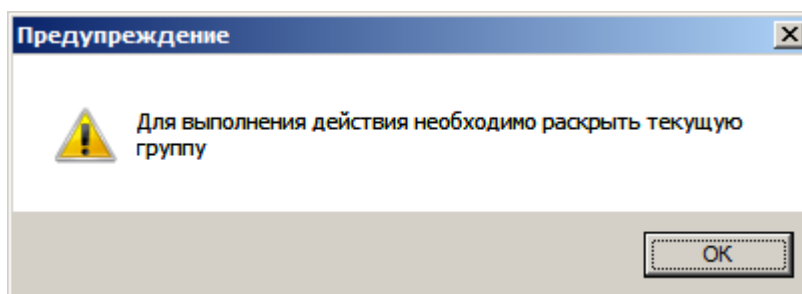 Предупреждение
Для выполнения действия необходимо раскрыть текущую
группу
OK